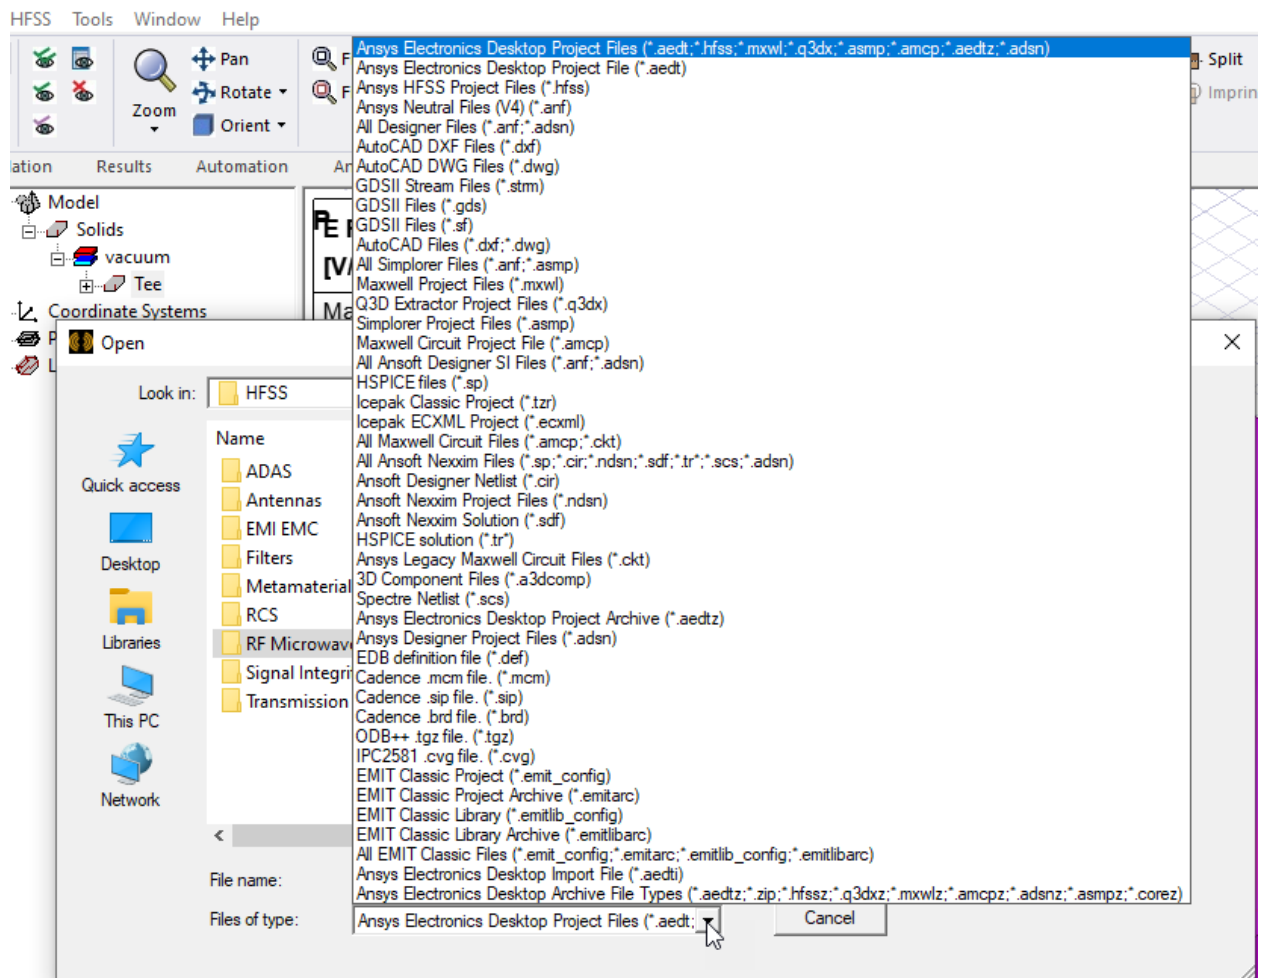 HFSS Tools Window Help
Pan
Split
Rotate
Imprin
Zoom
Orient
lation Results Automation An
Model
Solids
vacuum
Tee
Coordinate Systems
[V/
Ma
Ansys Electronics Desktop Project Files (*.aedt;*.hfss;*.mxwl;*.q3dx;*.asmp;*.amcp;*.aedtz;*.adsn)
Ansys Electronics Desktop Project File (*.aedt)
Ansys HFSS Project Files (*.hfss)
Ansys Neutral Files (V4) (*.anf)
All Designer Files (*.anf;*.adsn)
AutoCAD DXF Files (*.dxf)
AutoCAD DWG Files (*.dwg)
GDSII Stream Files (*.strm)
GDSII Files (*.gds)
GDSII Files (*.sf)
AutoCAD Files (*.dxf;*.dwg)
All Simplorer Files (*.anf;*.asmp)
Maxwell Project Files (*.mxwl)
Q3D Extractor Project Files (*.q3dx)
Simplorer Project Files (*.asmp)
Maxwell Circuit Project File (*.amcp)
All Ansoft Designer SI Files (*.anf;*.adsn)
HSPICE files (*.sp)
Icepak Classic Project (*.tzr)
Icepak ECXML Project (*.ecxml)
All Maxwell Circuit Files (*.amcp;*.ckt)
All Ansoft Nexxim Files (*.sp;*.cir;*.ndsn;*.sdf;*.tr*;*.scs;*.adsn)
Ansoft Designer Netlist (*.cir)
Ansoft Nexxim Project Files (*.ndsn)
Ansoft Nexxim Solution (*.sdf)
HSPICE solution (*.tr*)
Ansys Legacy Maxwell Circuit Files (*.ckt)
3D Component Files (*.a3dcomp)
Spectre Netlist (*.scs)
Ansys Electronics Desktop Project Archive (*.aedtz)
Ansys Designer Project Files (*.adsn)
EDB definition file (*.def)
Cadence .mcm file. (*.mcm)
Cadence .sip file. (*.sip)
Cadence .brd file. (*.brd)
ODB++ .tgz file. (*.tgz)
IPC2581 .cvg file. (*.cvg)
EMIT Classic Project (*.emit_config)
EMIT Classic Project Archive (*.emitarc)
EMIT Classic Library (*.emitlib_config)
EMIT Classic Library Archive (*.emitlibarc)
All EMIT Classic Files (*.emit_config;*.emitarc;*.emitlib_config;*.emitlibarc)
Ansys Electronics Desktop Import File (*.aedti)
Ansys Electronics Desktop Archive File Types (*.aedtz;*.zip;*.hfssz;*.q3dxz;*.mxwlz;*.amcpz;*.adsnz;*.asmpz;*.corez)
Open
Look in: HFSS
Quick access
Desktop
Libraries
This PC
Network
Name
ADAS
Antennas
EMI EMC
Filters
Metamaterial
RCS
RF Microwave
Signal Integri
Transmission
File name:
Files of type: Ansys Electronics Desktop Project Files (*.aedt;
Cancel